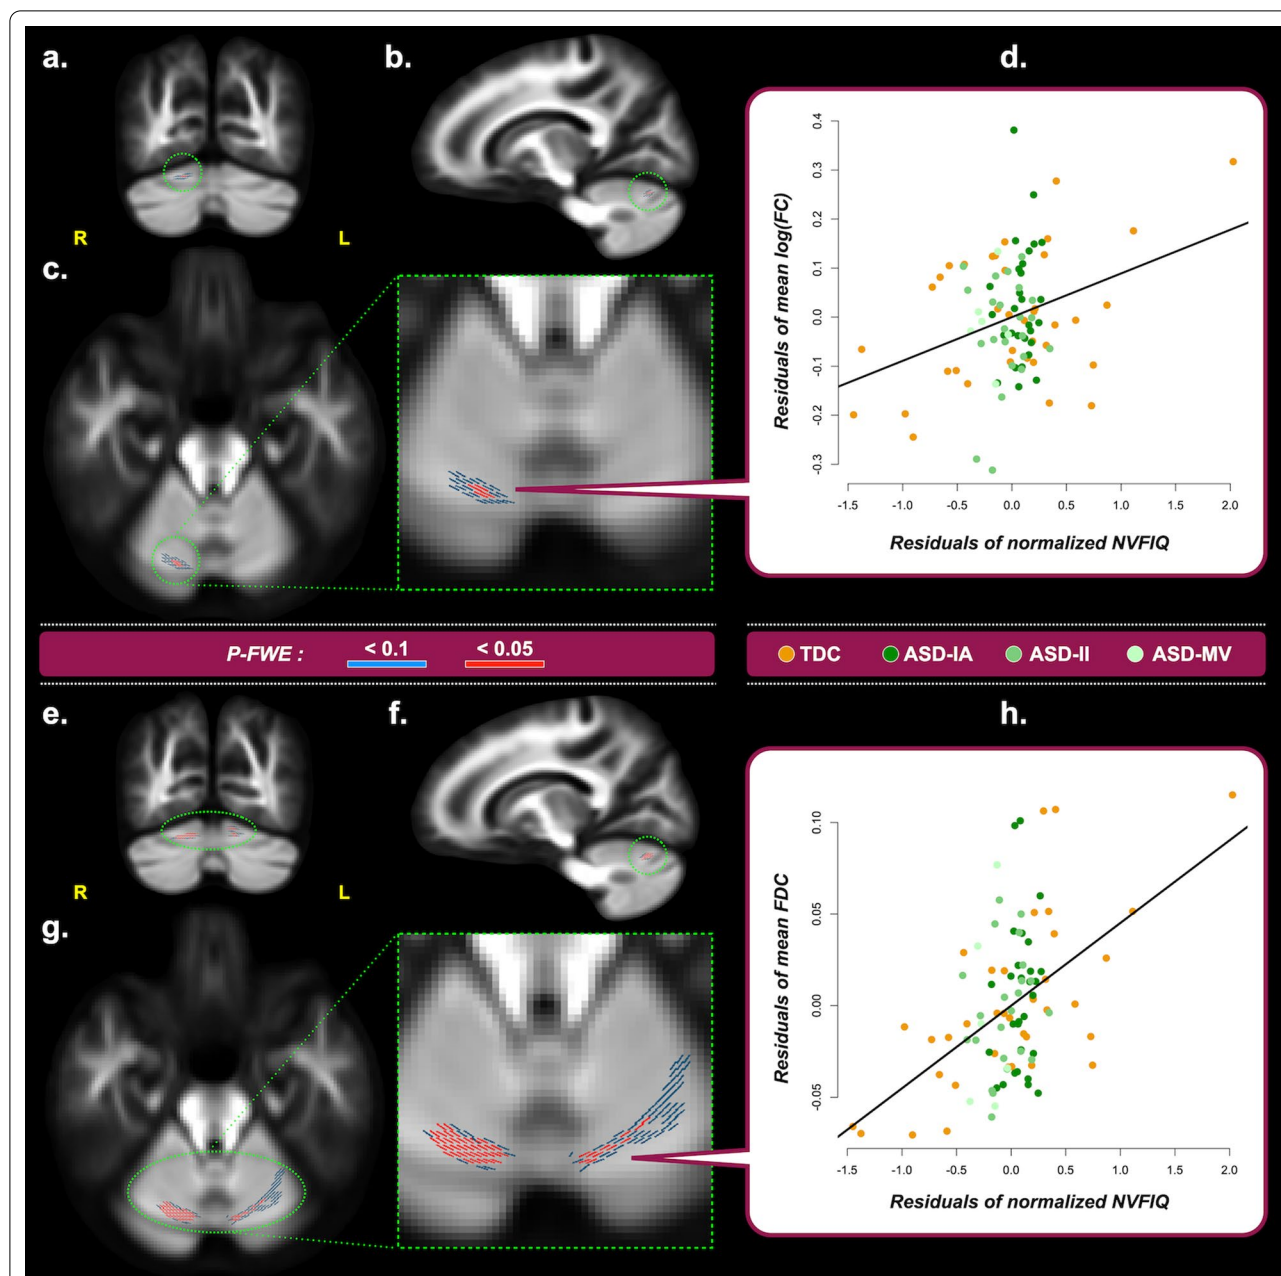 a.
b.
d.
R
L
c.
0.4
0.3
0.2
0.1
0.0
-0.1
-0.2
-0.3
Residuals of mean log(FC)
-1.5 -1.0 -0.5 0.0 0.5 1.0 1.5 2.0
Residuals of normalized NVFIQ
P-FWE : < 0.1 < 0.05
TDC ASD-IA ASD-II ASD-MV
e.
f.
h.
R
L
g.
0.10
0.05
0.00
-0.05
Residuals of mean FDC
-1.5 -1.0 -0.5 0.0 0.5 1.0 1.5 2.0
Residuals of normalized NVFIQ